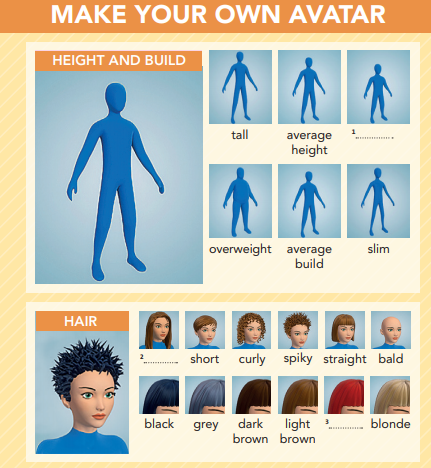 MAKE YOUR OWN AVATAR
HEIGHT AND BUILD
tall
average
height
1 ..........
overweight
average
build
slim
HAIR
2 ..........
short
curly
spiky
straight
bald
black
grey
dark
brown
light
brown
3 ..........
blonde